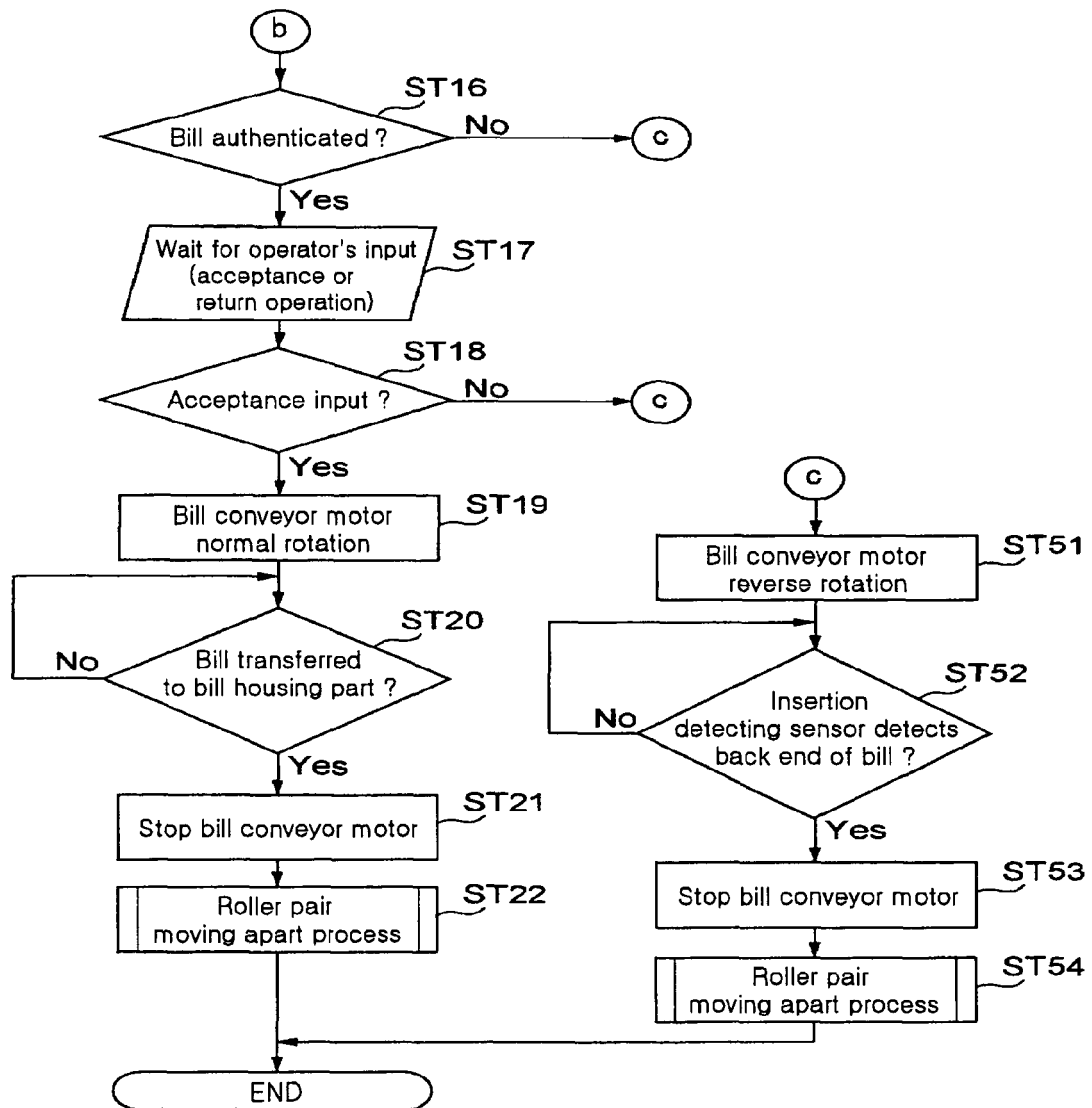 b
ST16
Bill authenticated ?
No
c
Yes
Wait for operator's input
(acceptance or
return operation)
ST17
ST18
Acceptance input ?
No
c
Yes
Bill conveyor motor
normal rotation
ST19
ST20
Bill transferred
to bill housing part ?
No
Yes
Stop bill conveyor motor
ST21
Roller pair
moving apart process
ST22
c
Bill conveyor motor
reverse rotation
ST51
ST52
Insertion
detecting sensor detects
back end of bill ?
No
Yes
Stop bill conveyor motor
ST53
Roller pair
moving apart process
ST54
END